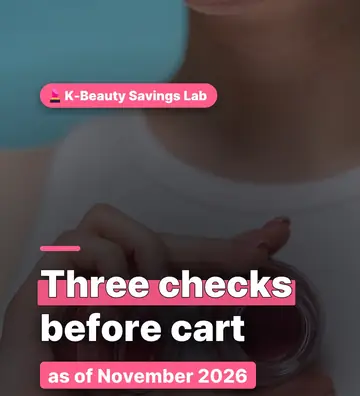 K-Beauty Savings Lab
Three checks
before cart
as of November 2026